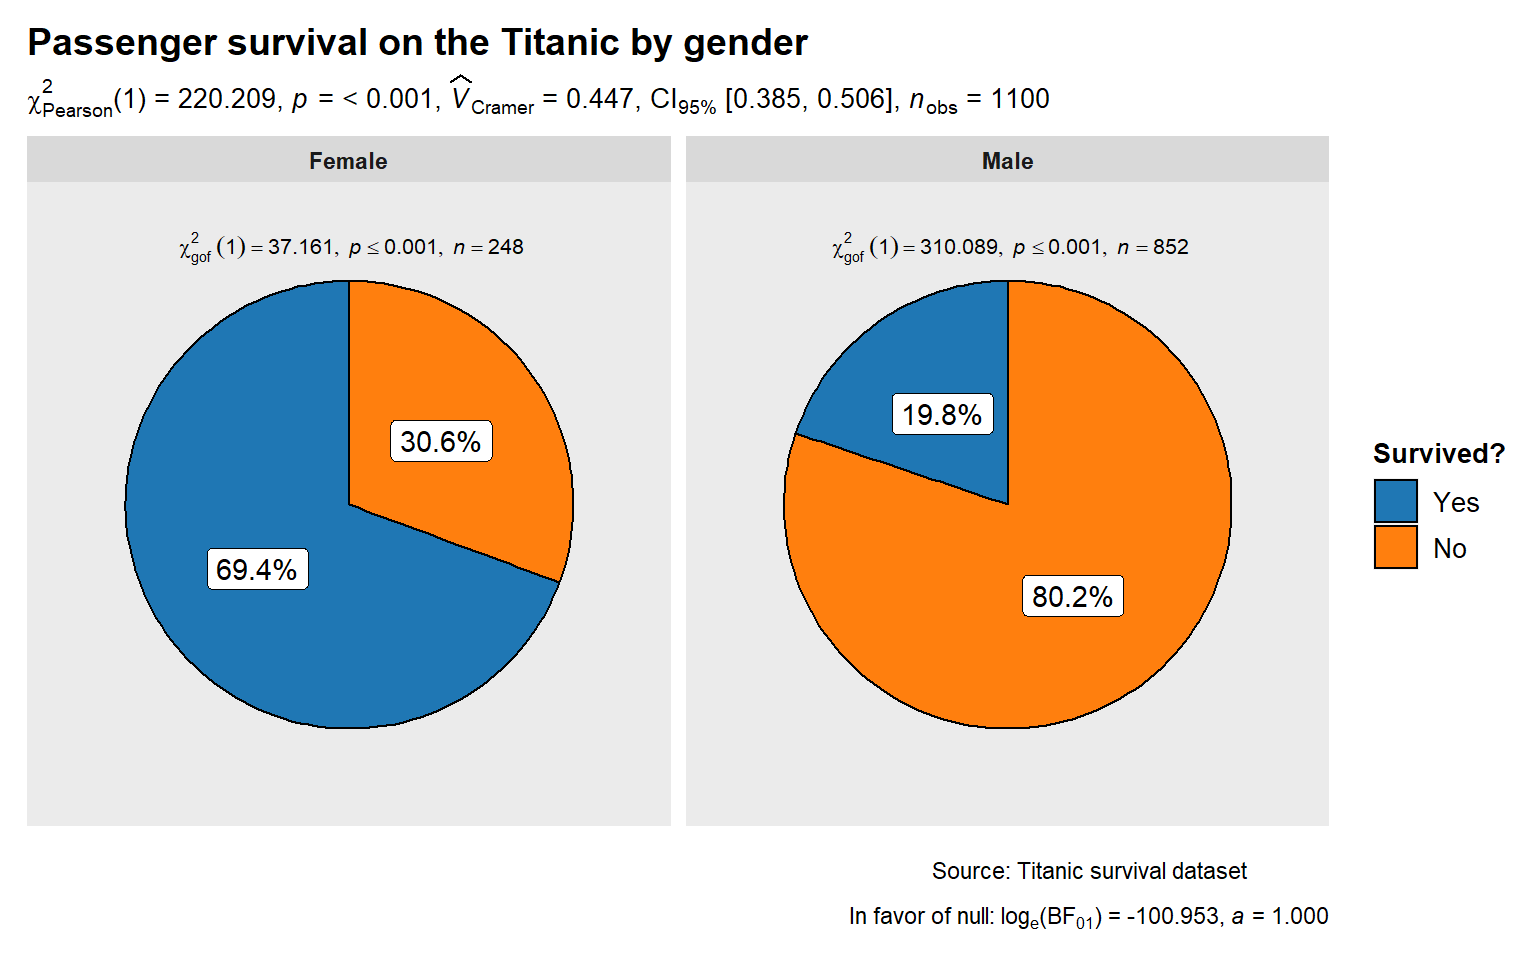 Passenger survival on the Titanic by gender
χ²Pearson(1) = 220.209, p = < 0.001, V̂Cramer = 0.447, CI95% [0.385, 0.506], nobs = 1100
Female
Male
χ²gof (1) = 37.161, p ≤ 0.001, n = 248
χ²gof (1) = 310.089, p ≤ 0.001, n = 852
30.6%
69.4%
19.8%
80.2%
Survived?
Yes
No
Source: Titanic survival dataset
In favor of null: loge(BF01) = -100.953, a = 1.000